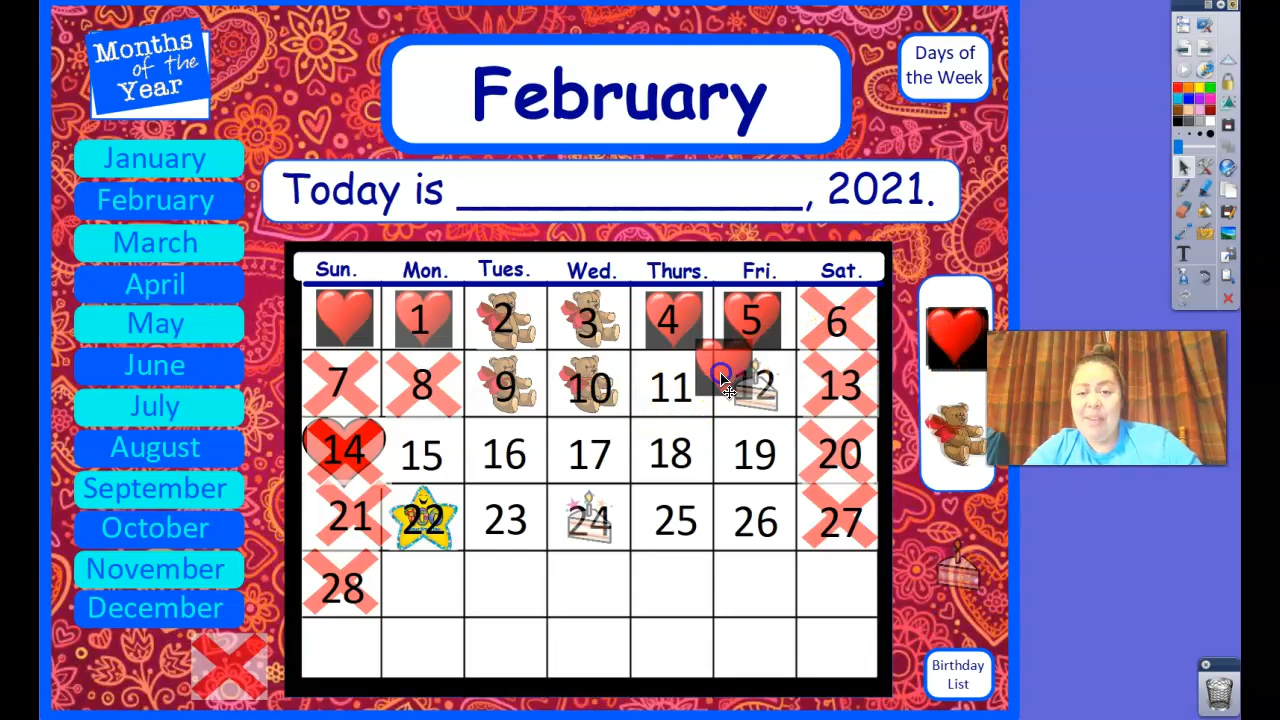 Months
of the
Year
February
Days of
the Week
January
February
March
April
May
June
July
August
September
October
November
December
Today is _______________, 2021.
Sun. Mon. Tues. Wed. Thurs. Fri. Sat.
1 2 3 4 5 6
7 8 9 10 11 12 13
14 15 16 17 18 19 20
21 22 23 24 25 26 27
28
Birthday
List
T